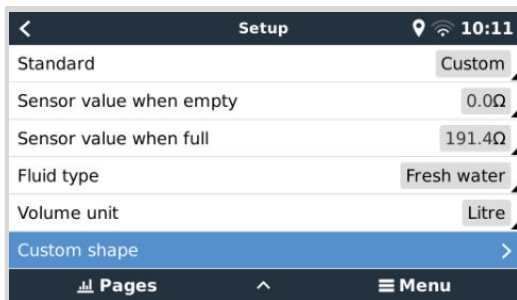 Setup 10:11
Standard Custom
Sensor value when empty 0.0Ω
Sensor value when full 191.4Ω
Fluid type Fresh water
Volume unit Litre
Custom shape
Pages Menu